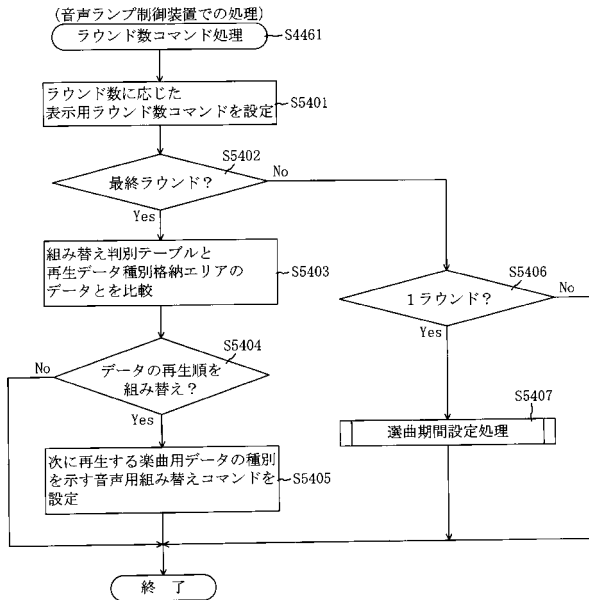 (音声ランプ制御装置での処理)
ラウンド数コマンド処理
S4461
ラウンド数に応じた
表示用ラウンド数コマンドを設定
S5401
S5402
最終ラウンド?
No
Yes
組み替え判別テーブルと
再生データ種別格納エリアの
データとを比較
S5403
S5406
1ラウンド?
No
Yes
S5404
No
データの再生順を
組み替え?
Yes
S5407
選曲期間設定処理
次に再生する楽曲用データの種別
を示す音声用組み替えコマンドを
設定
S5405
終了